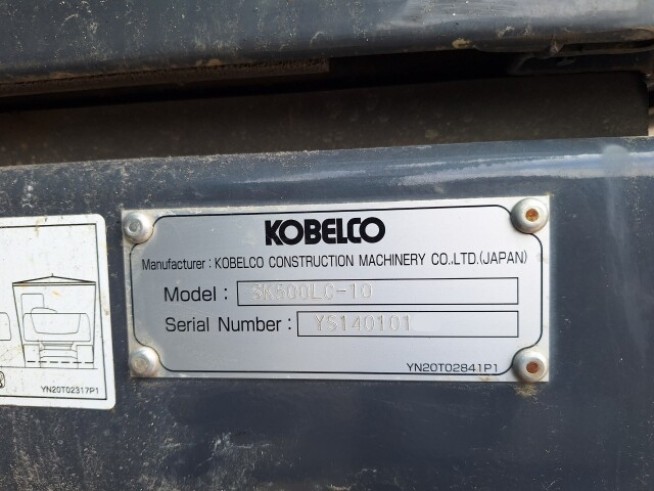 KOBELCO
Manufacturer : KOBELCO CONSTRUCTION MACHINERY CO.,LTD.(JAPAN)
Model : SK500LC-10
Serial Number : YS140101
YN20T02841P1
YN20T02317P1